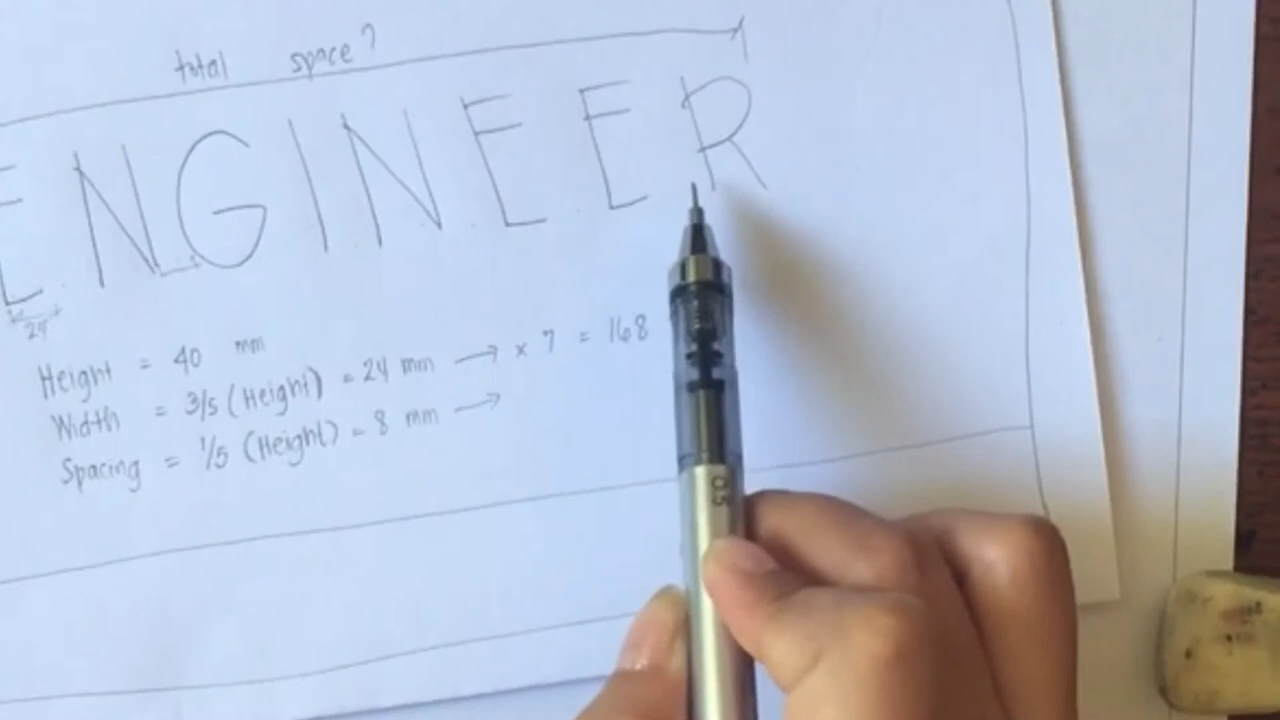 total space?
ENGINEER
24
Height = 40 mm
Width = 3/5 (Height) = 24 mm → x 7 = 168
Spacing = 1/5 (Height) = 8 mm →
0.5